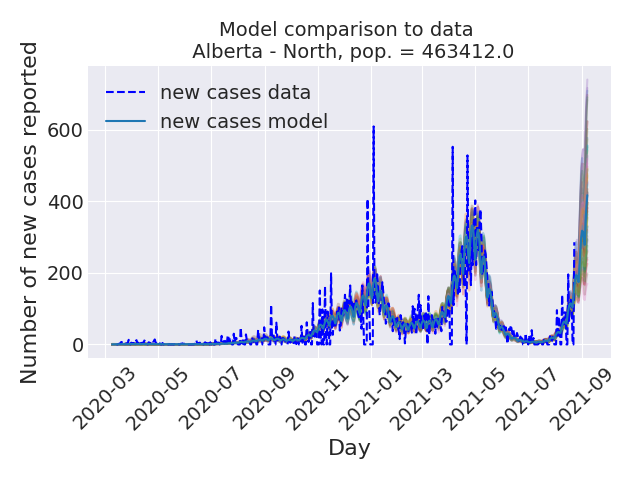 Model comparison to data
Alberta - North, pop. = 463412.0
Number of new cases reported
600
400
200
0
new cases data
new cases model
2020-03
2020-05
2020-07
2020-09
2020-11
2021-01
2021-03
2021-05
2021-07
2021-09
Day